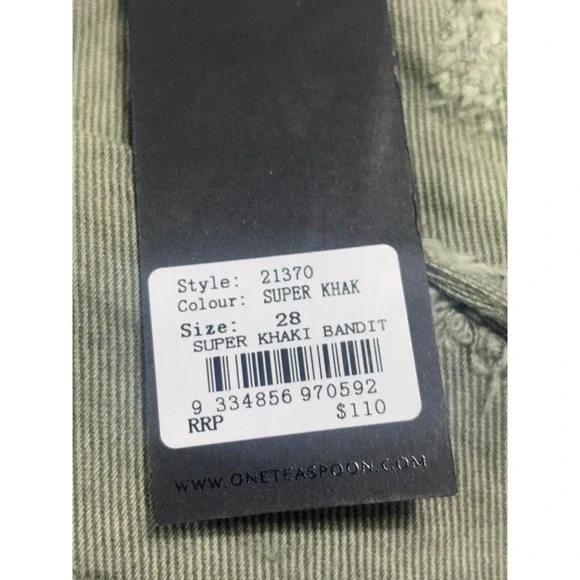 Style: 21370
Colour: SUPER KHAK
Size: 28
SUPER KHAKI BANDIT
9 334856 970592
RRP $110
WWW.ONETEASPOON.COM